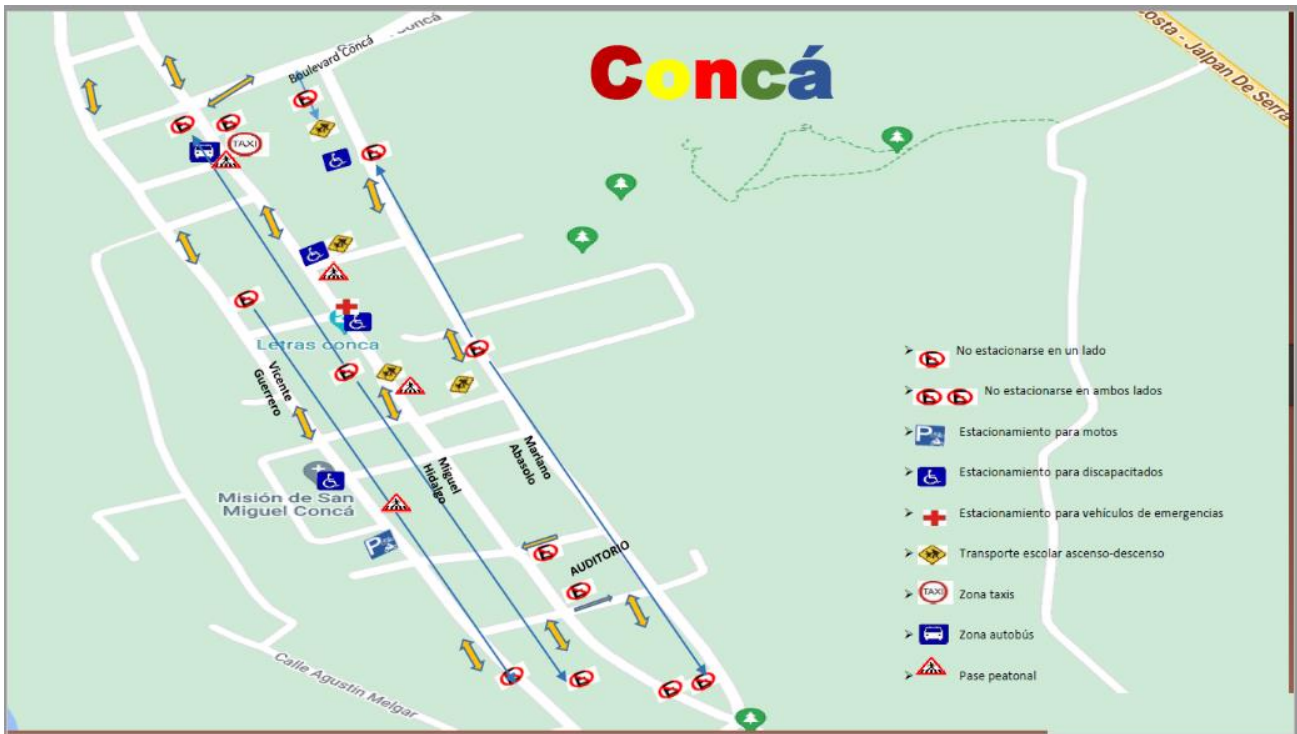 Concá
Boulevard Concá
Concá
osta - Jalpan De Serra
TAXI
Letras conca
Vicente
Guerrero
Misión de San
Miguel Concá
Miguel
Hidalgo
Mariano
Abasolo
AUDITORIO
Calle Agustín Melgar
No estacionarse en un lado
No estacionarse en ambos lados
Estacionamiento para motos
Estacionamiento para discapacitados
Estacionamiento para vehículos de emergencias
Transporte escolar ascenso-descenso
TAXI
Zona taxis
Zona autobús
Pase peatonal